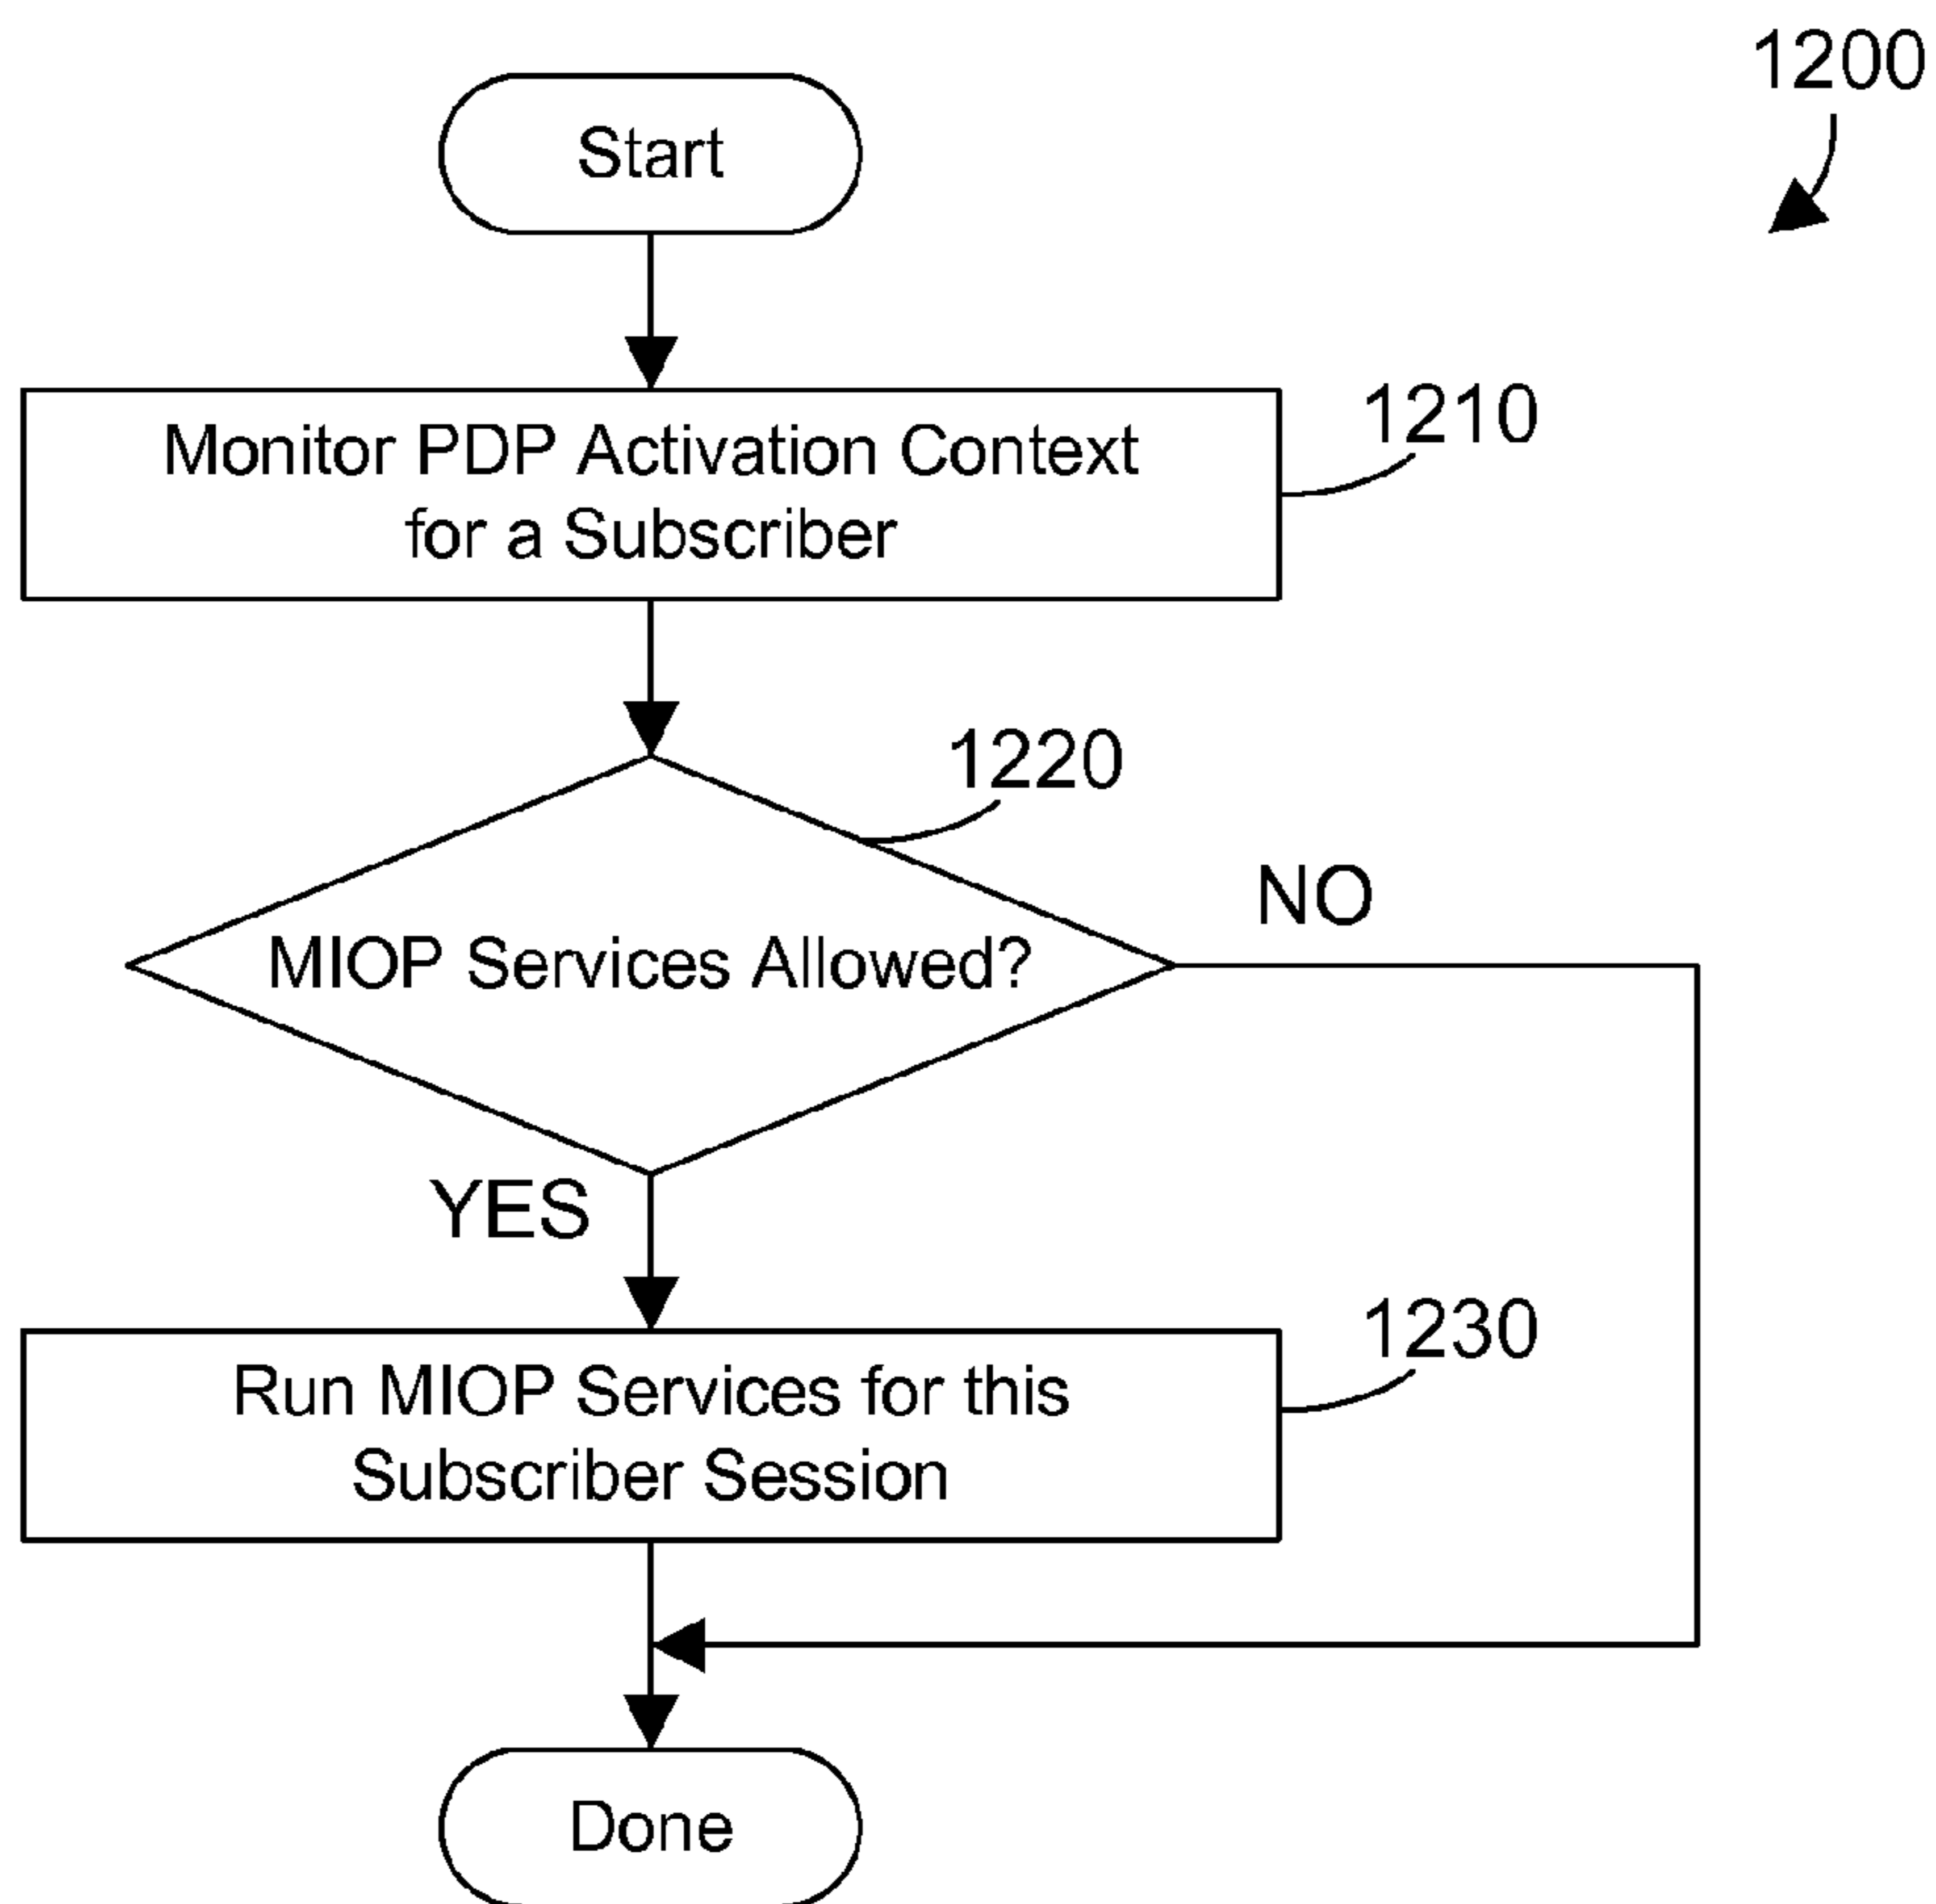 1200
Start
Monitor PDP Activation Context
for a Subscriber
1210
1220
MIOP Services Allowed?
NO
YES
Run MIOP Services for this
Subscriber Session
1230
Done